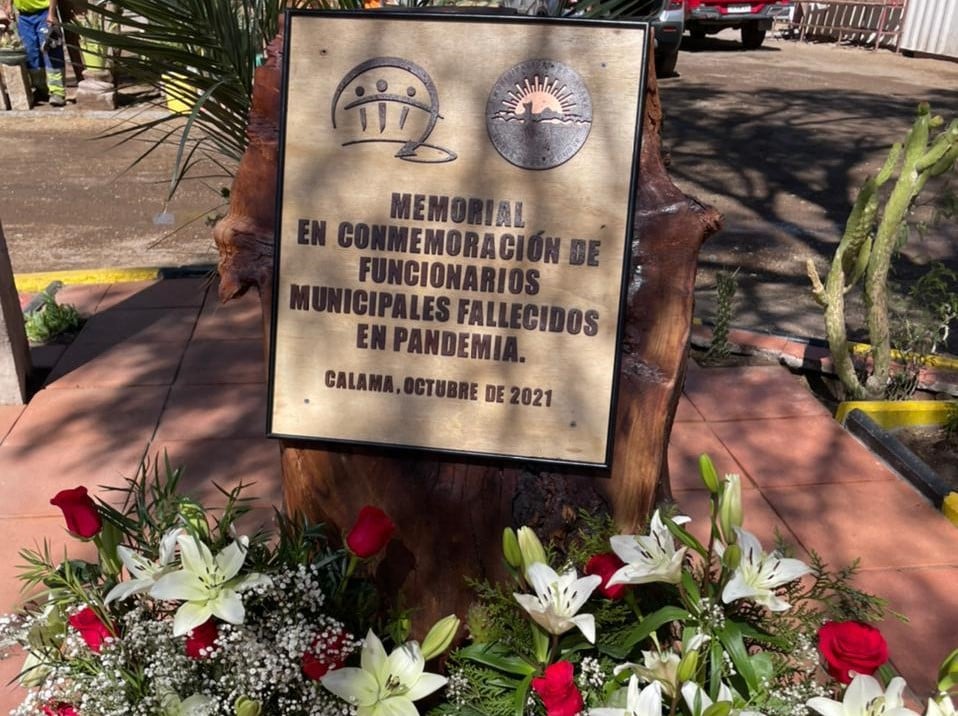 MEMORIAL
EN CONMEMORACIÓN DE
FUNCIONARIOS
MUNICIPALES FALLECIDOS
EN PANDEMIA.
CALAMA, OCTUBRE DE 2021